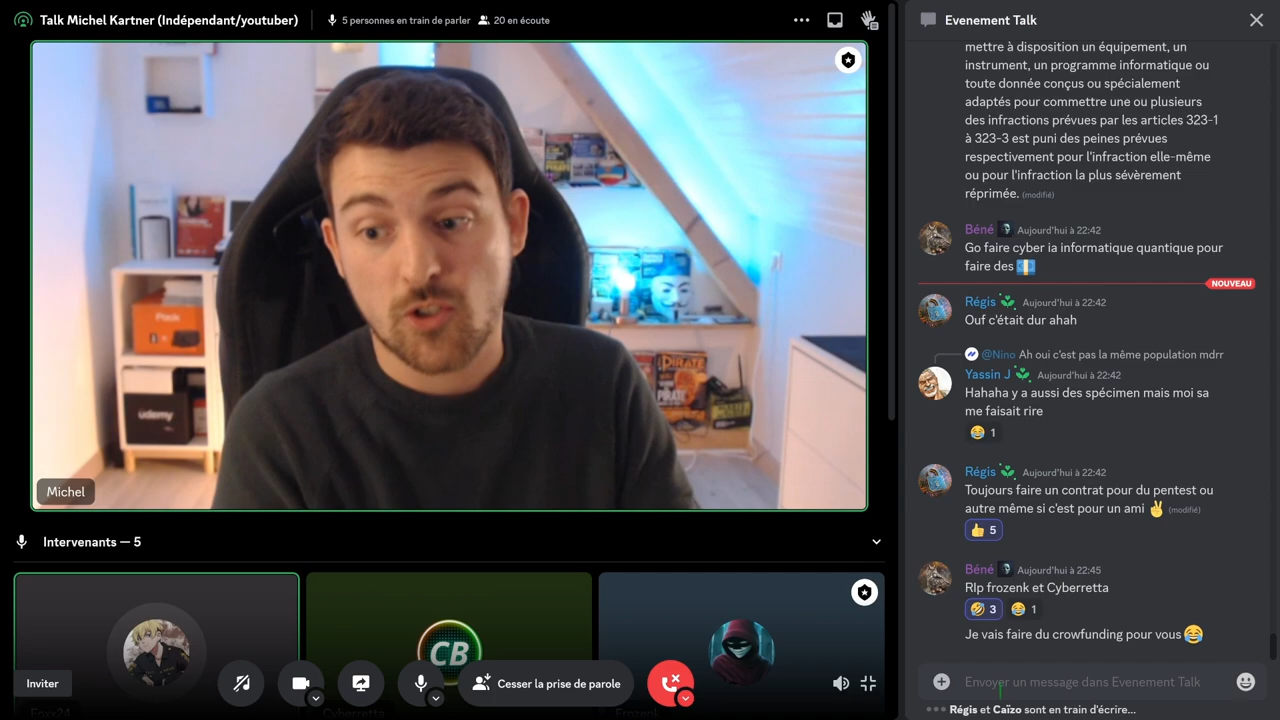 Talk Michel Kartner (Indépendant/youtuber)
5 personnes en train de parler
20 en écoute
Pack
ûdemy
PIRATE
Michel
Intervenants — 5
CB
Inviter
Cesser la prise de parole
Evenement Talk
mettre à disposition un équipement, un
instrument, un programme informatique ou
toute donnée conçus ou spécialement
adaptés pour commettre une ou plusieurs
des infractions prévues par les articles 323-1
à 323-3 est puni des peines prévues
respectivement pour l'infraction elle-même
ou pour l'infraction la plus sévèrement
réprimée. (modifié)
Béné Aujourd'hui à 22:42
Go faire cyber ia informatique quantique pour
faire des
NOUVEAU
Régis Aujourd'hui à 22:42
Ouf c'était dur ahah
@Nino Ah oui c'est pas la même population mdrr
Yassin J Aujourd'hui à 22:42
Hahaha y a aussi des spécimen mais moi sa
me faisait rire
😂 1
Régis Aujourd'hui à 22:42
Toujours faire un contrat pour du pentest ou
autre même si c'est pour un ami ✌️ (modifié)
👍 5
Béné Aujourd'hui à 22:45
RIp frozenk et Cyberretta
🤣 3 😂 1
Je vais faire du crowfunding pour vous 😂
Envoyer un message dans Evenement Talk
Régis et Caïzo sont en train d'écrire...